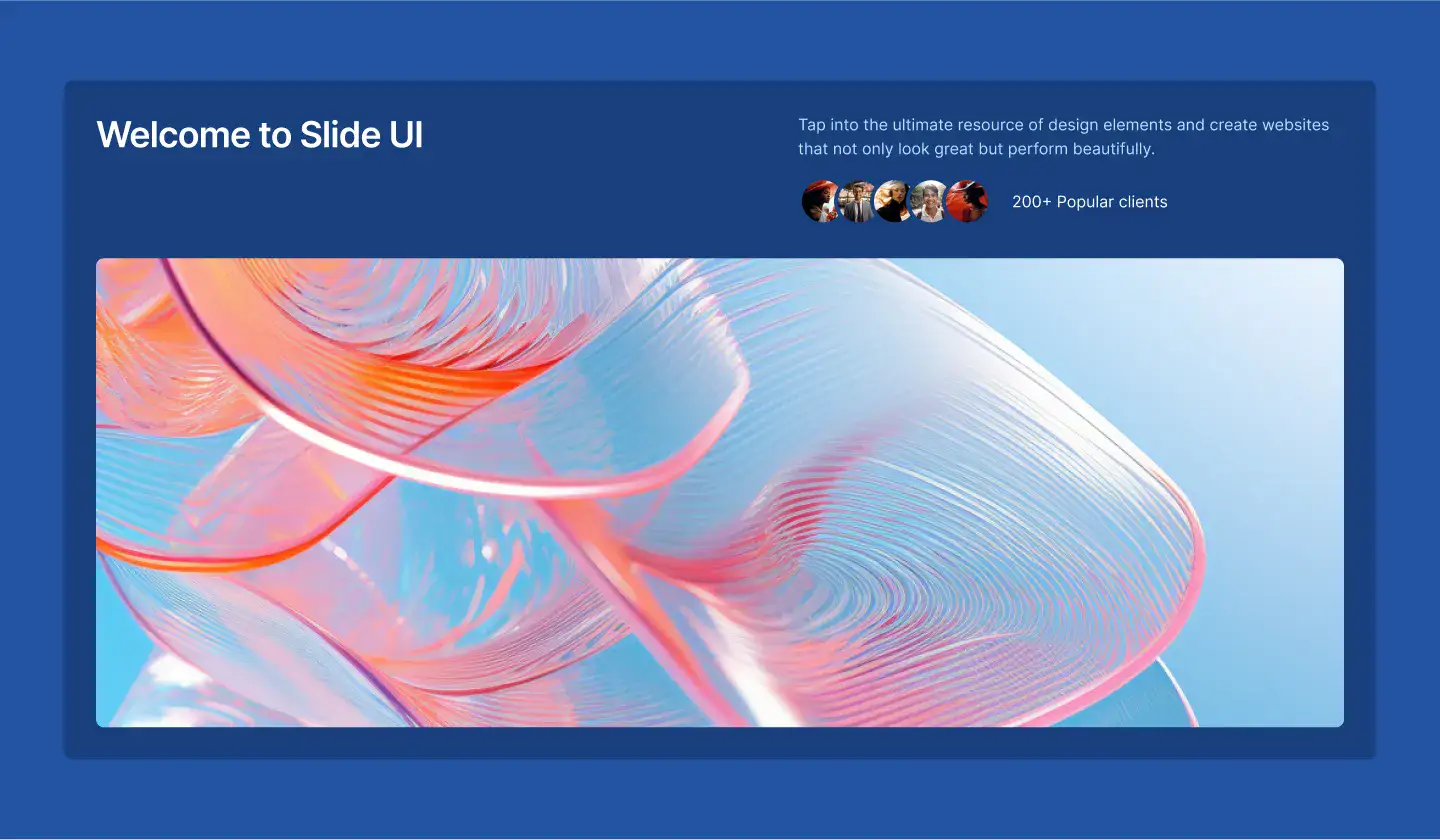 Welcome to Slide UI
Tap into the ultimate resource of design elements and create websites
that not only look great but perform beautifully.
200+ Popular clients